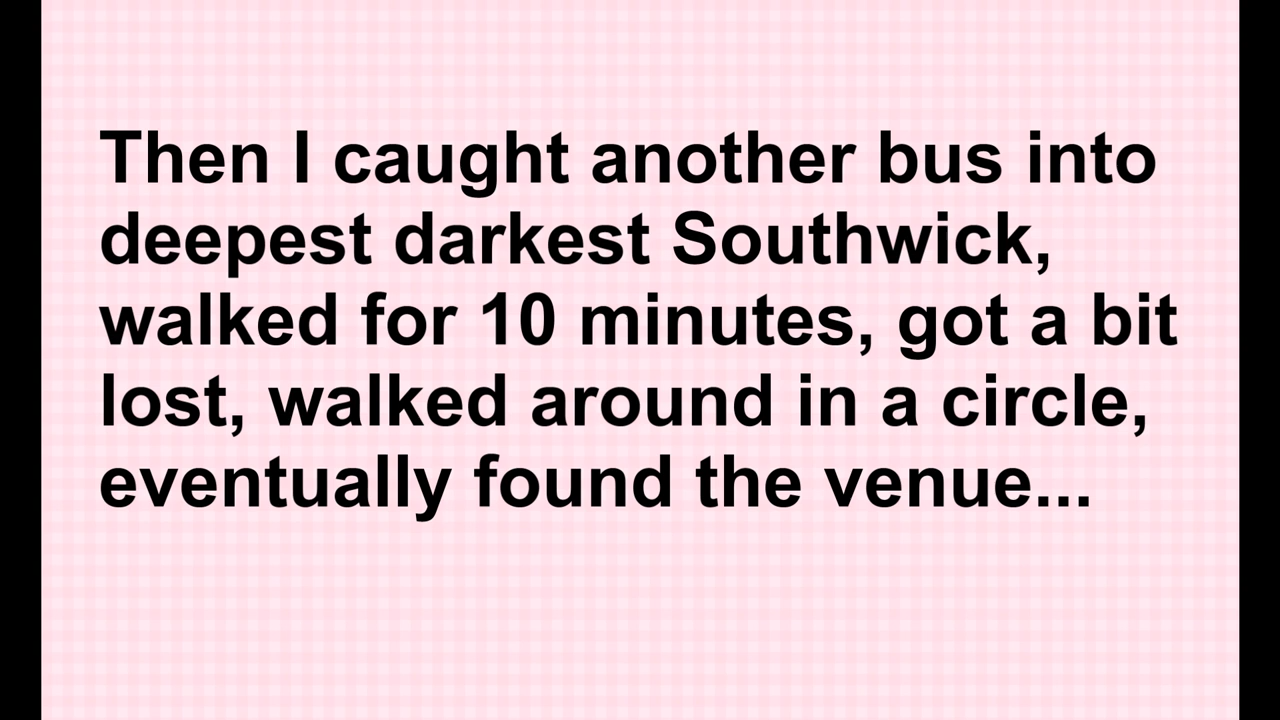 Then I caught another bus into
deepest darkest Southwick,
walked for 10 minutes, got a bit
lost, walked around in a circle,
eventually found the venue...